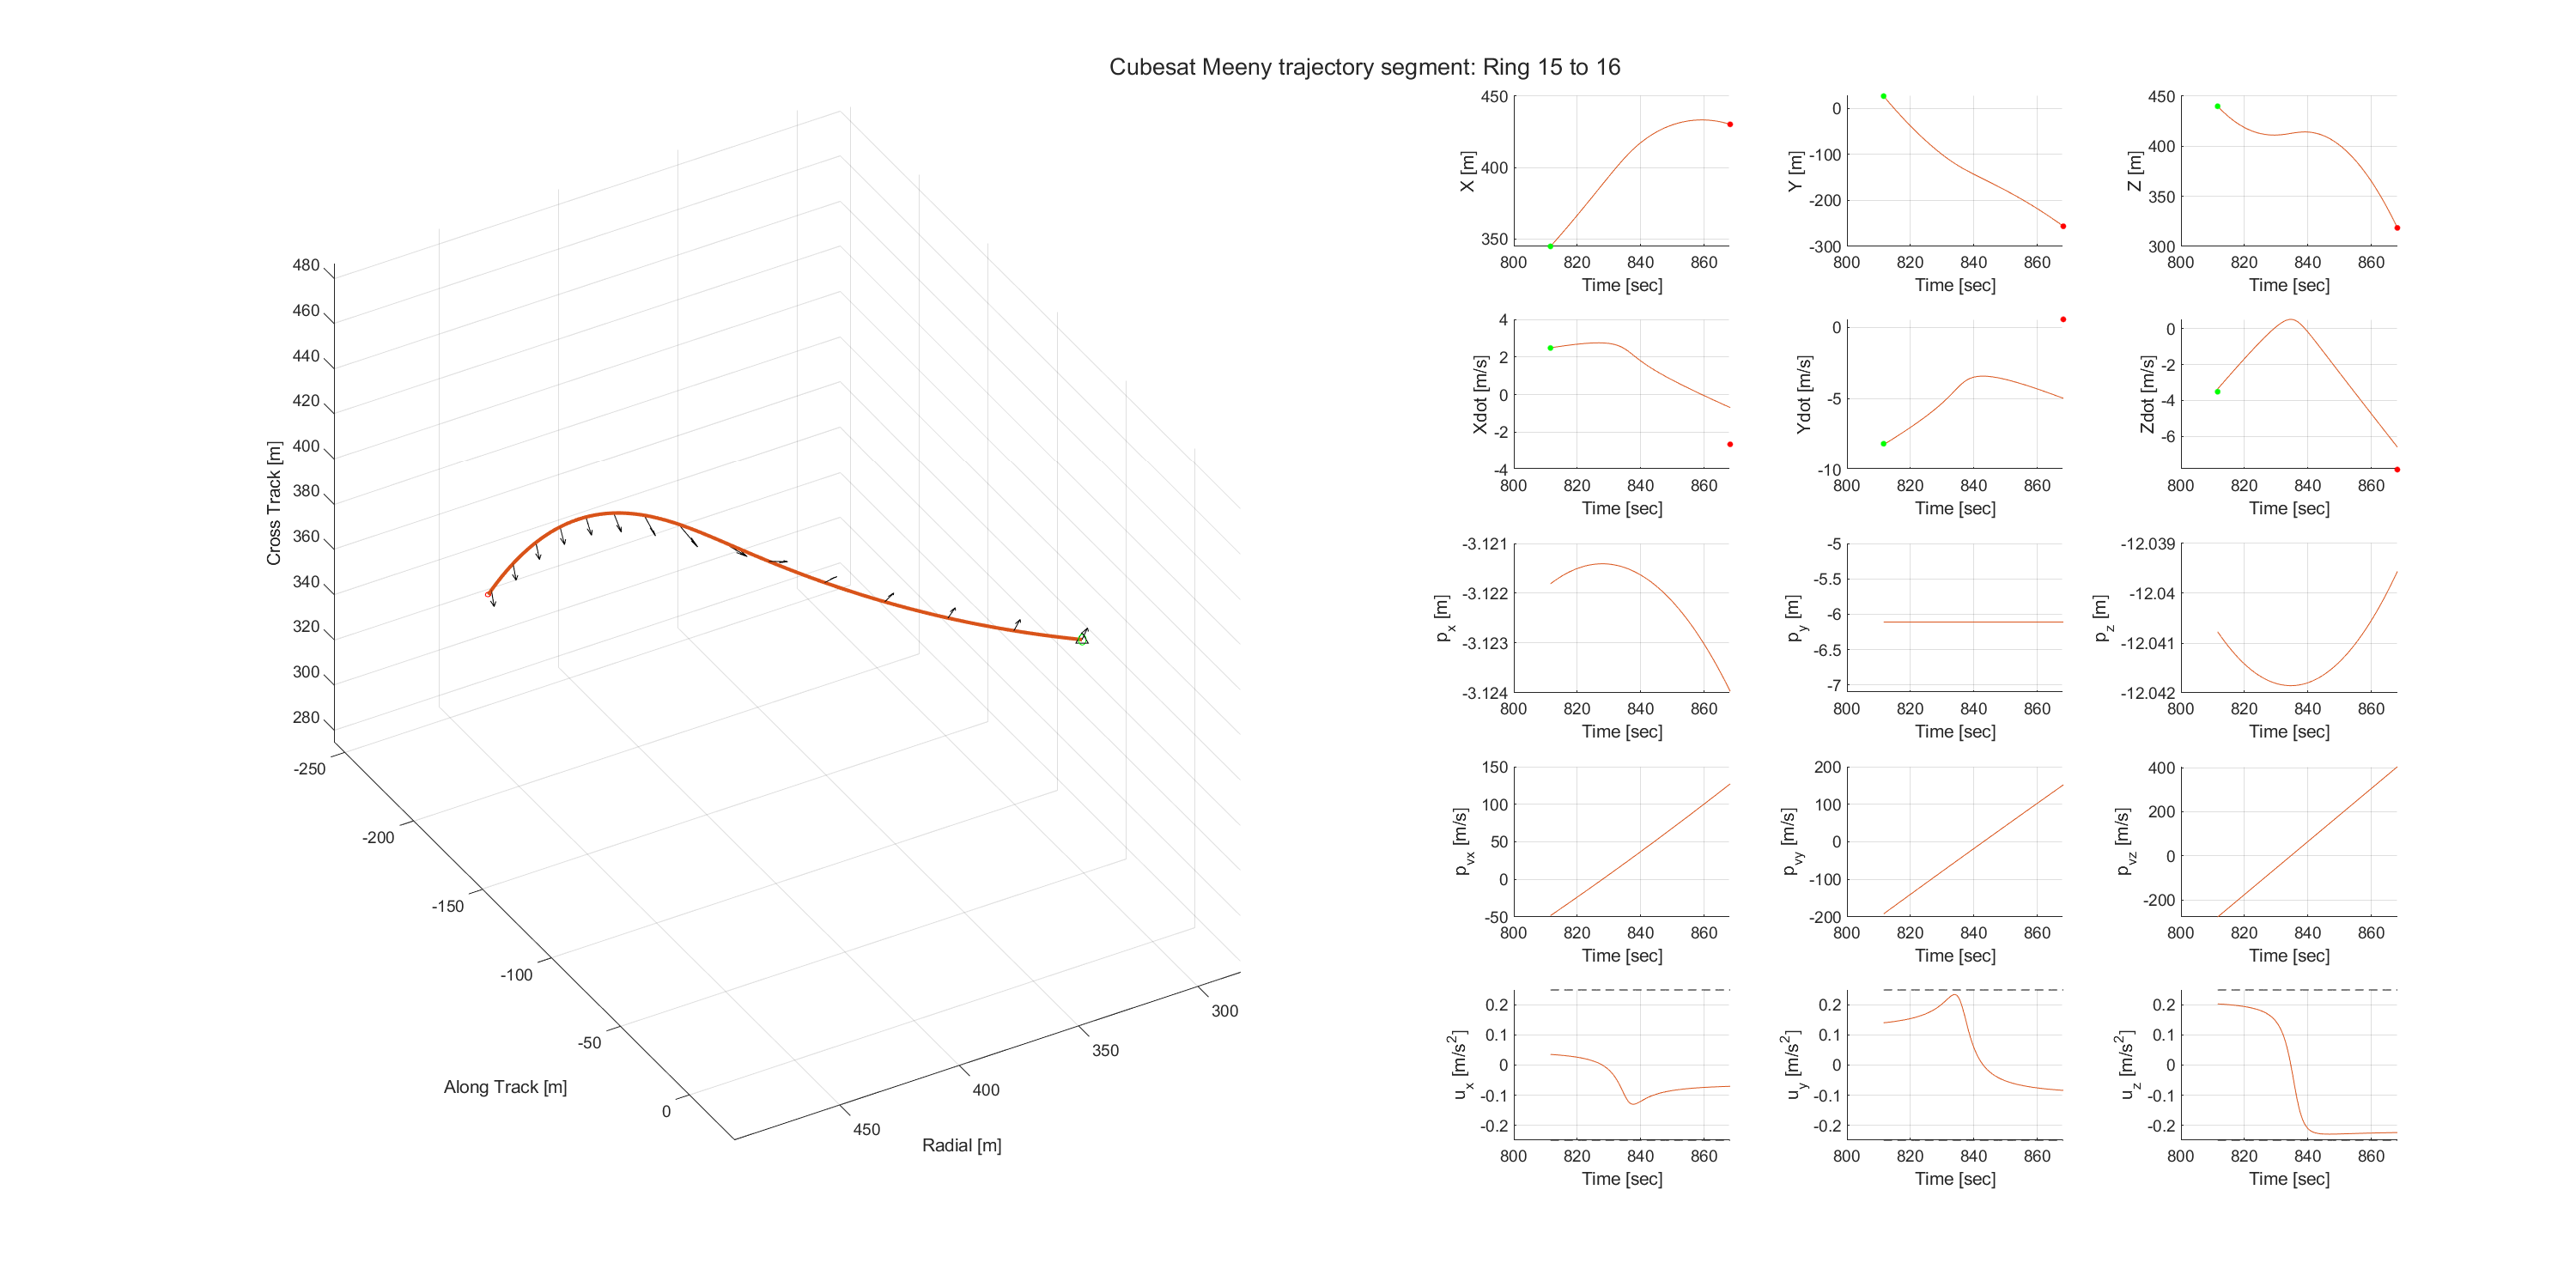 Cubesat Meeny trajectory segment: Ring 15 to 16
480
460
440
420
400
380
360
340
320
300
280
Cross Track [m]
-250
-200
-150
-100
-50
0
Along Track [m]
450
400
350
300
Radial [m]
450
400
350
X [m]
800 820 840 860
Time [sec]
0
-100
-200
-300
Y [m]
800 820 840 860
Time [sec]
450
400
350
300
Z [m]
800 820 840 860
Time [sec]
4
2
0
-2
-4
Xdot [m/s]
800 820 840 860
Time [sec]
0
-5
-10
Ydot [m/s]
800 820 840 860
Time [sec]
0
-2
-4
-6
Zdot [m/s]
800 820 840 860
Time [sec]
-3.121
-3.122
-3.123
-3.124
p_x [m]
800 820 840 860
Time [sec]
-5
-5.5
-6
-6.5
-7
p_y [m]
800 820 840 860
Time [sec]
-12.039
-12.04
-12.041
-12.042
p_z [m]
800 820 840 860
Time [sec]
150
100
50
0
-50
p_vx [m/s]
800 820 840 860
Time [sec]
200
100
0
-100
-200
p_vy [m/s]
800 820 840 860
Time [sec]
400
200
0
-200
p_vz [m/s]
800 820 840 860
Time [sec]
0.2
0.1
0
-0.1
-0.2
u_x [m/s²]
800 820 840 860
Time [sec]
0.2
0.1
0
-0.1
-0.2
u_y [m/s²]
800 820 840 860
Time [sec]
0.2
0.1
0
-0.1
-0.2
u_z [m/s²]
800 820 840 860
Time [sec]